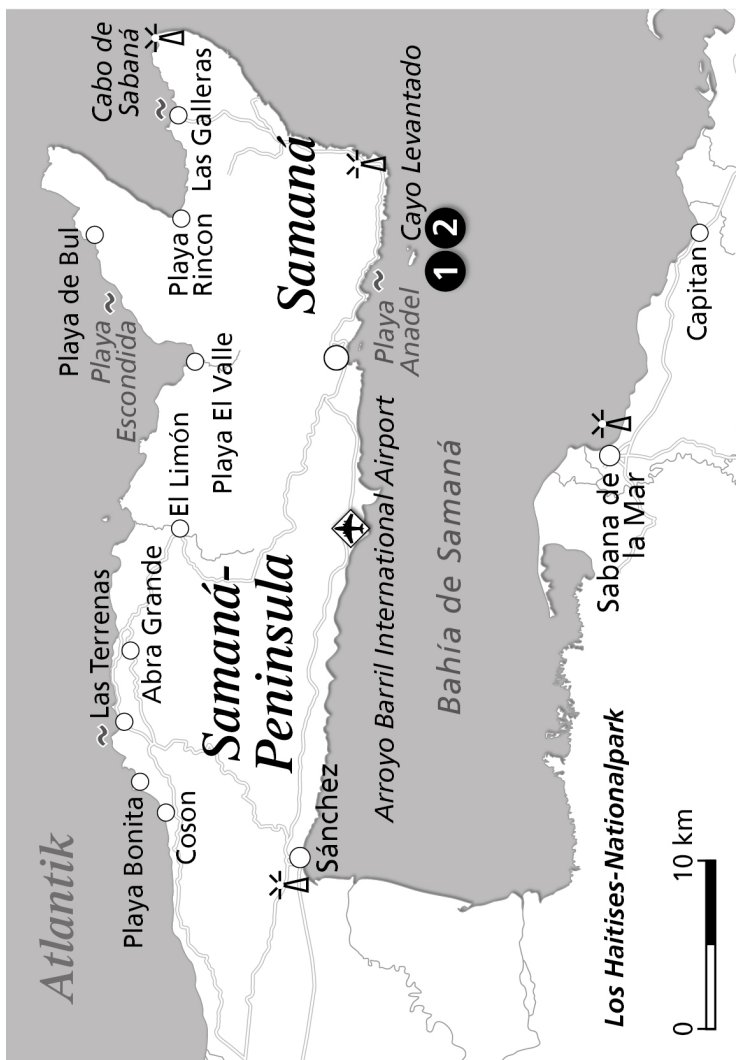 Atlantik
Playa Bonita
Coson
Las Terrenas
Abra Grande
El Limón
Playa El Valle
Playa de Bul
Playa
Escondida
Playa
Rincon
Las Galleras
Cabo de
Sabaná
Samaná-
Peninsula
Samaná
Sánchez
Arroyo Barril International Airport
Playa
Anadel
Cayo Levantado
1 2
Bahía de Samaná
Sabana de
la Mar
Capitan
Los Haitises-Nationalpark
0 10 km